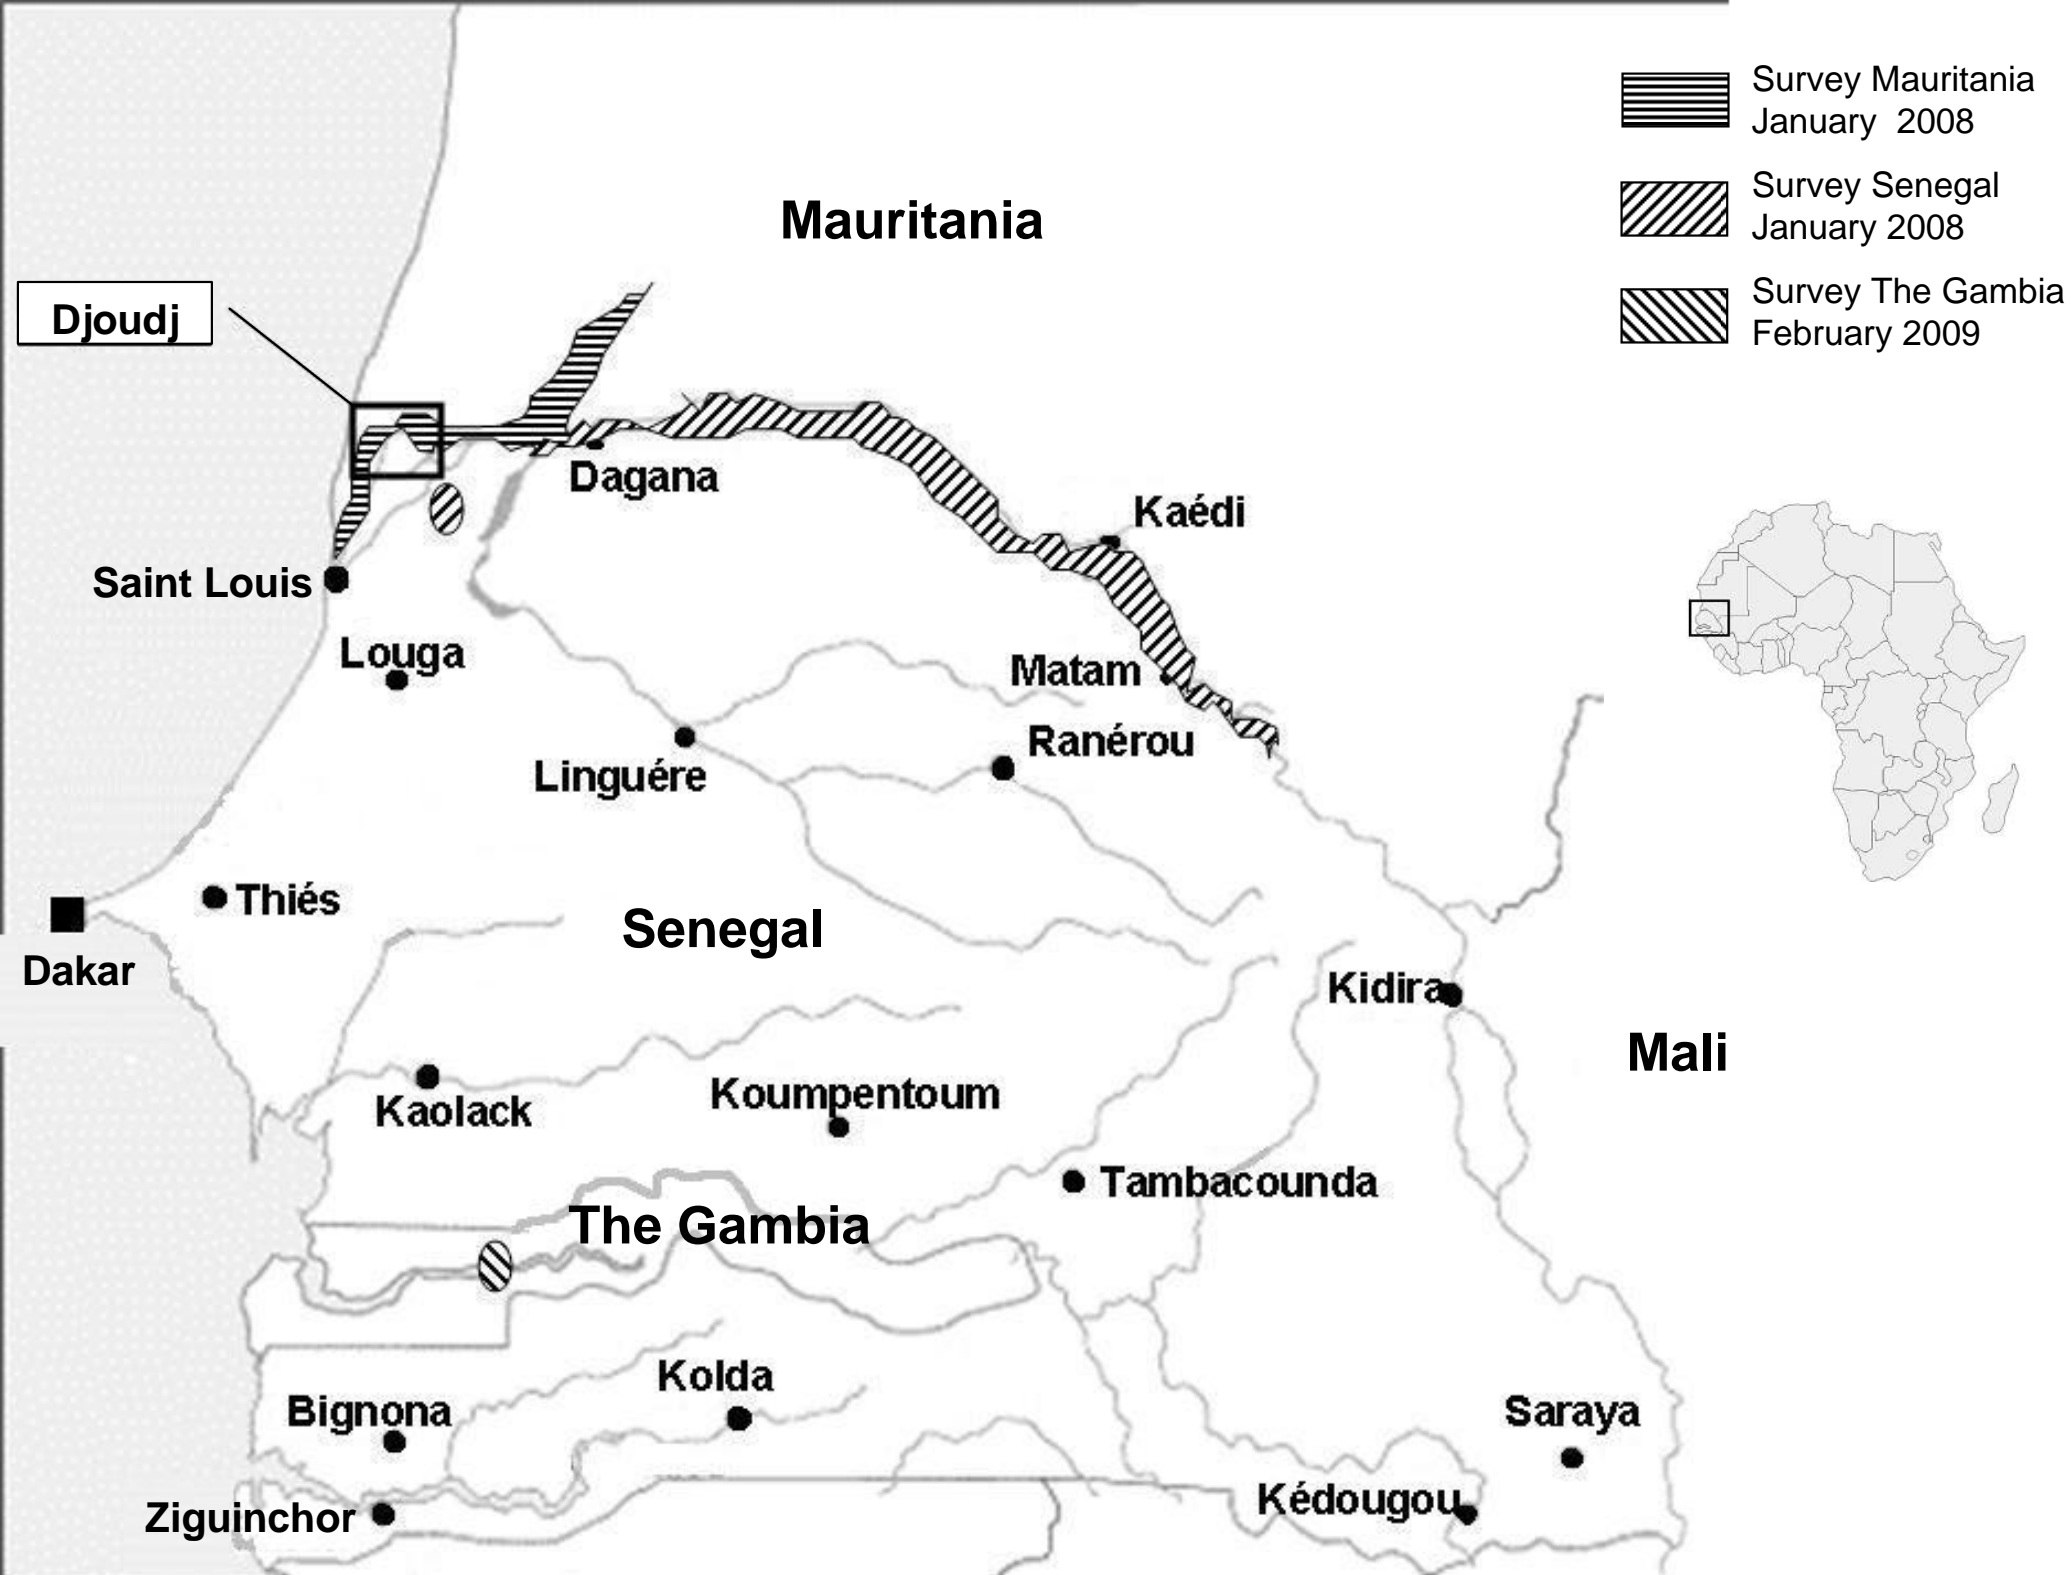 Survey Mauritania
January 2008
Survey Senegal
January 2008
Survey The Gambia
February 2009
Mauritania
Djoudj
Dagana
Kaédi
Saint Louis
Louga
Matam
Ranérou
Linguére
Thiés
Senegal
Dakar
Kidira
Mali
Koumpentoum
Kaolack
Tambacounda
The Gambia
Kolda
Bignona
Saraya
Kédougou
Ziguinchor